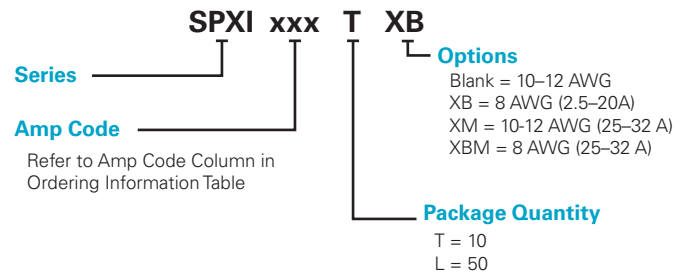 SPXI xxx T XB
Series
Amp Code
Refer to Amp Code Column in
Ordering Information Table
Options
Blank = 10–12 AWG
XB = 8 AWG (2.5–20A)
XM = 10-12 AWG (25–32 A)
XBM = 8 AWG (25–32 A)
Package Quantity
T = 10
L = 50